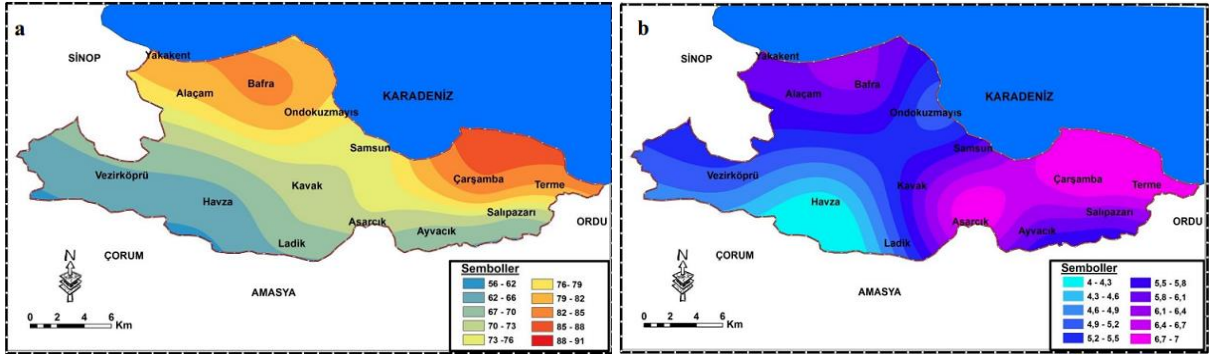 a
SİNOP
Yakakent
Alaçam
Bafra
Ondokuzmayıs
KARADENİZ
Samsun
Vezirköprü
Havza
Kavak
Çarşamba
Terme
Salıpazarı
Asarcık
Ayvacık
Ladik
ORDU
ÇORUM
AMASYA
N
0 2 4 6
Km
Semboller
56 - 62
62 - 66
67 - 70
70 - 73
73 - 76
76- 79
79 - 82
82 - 85
85 - 88
88 - 91
b
SİNOP
Yakakent
Alaçam
Bafra
Ondokuzmayıs
KARADENİZ
Samsun
Vezirköprü
Havza
Kavak
Çarşamba
Terme
Salıpazarı
Asarcık
Ayvacık
Ladik
ORDU
ÇORUM
AMASYA
N
0 2 4 6
Km
Semboller
4 - 4,3
4,3 - 4,6
4,6 - 4,9
4,9 - 5,2
5,2 - 5,5
5,5 - 5,8
5,8 - 6,1
6,1 - 6,4
6,4 - 6,7
6,7 - 7